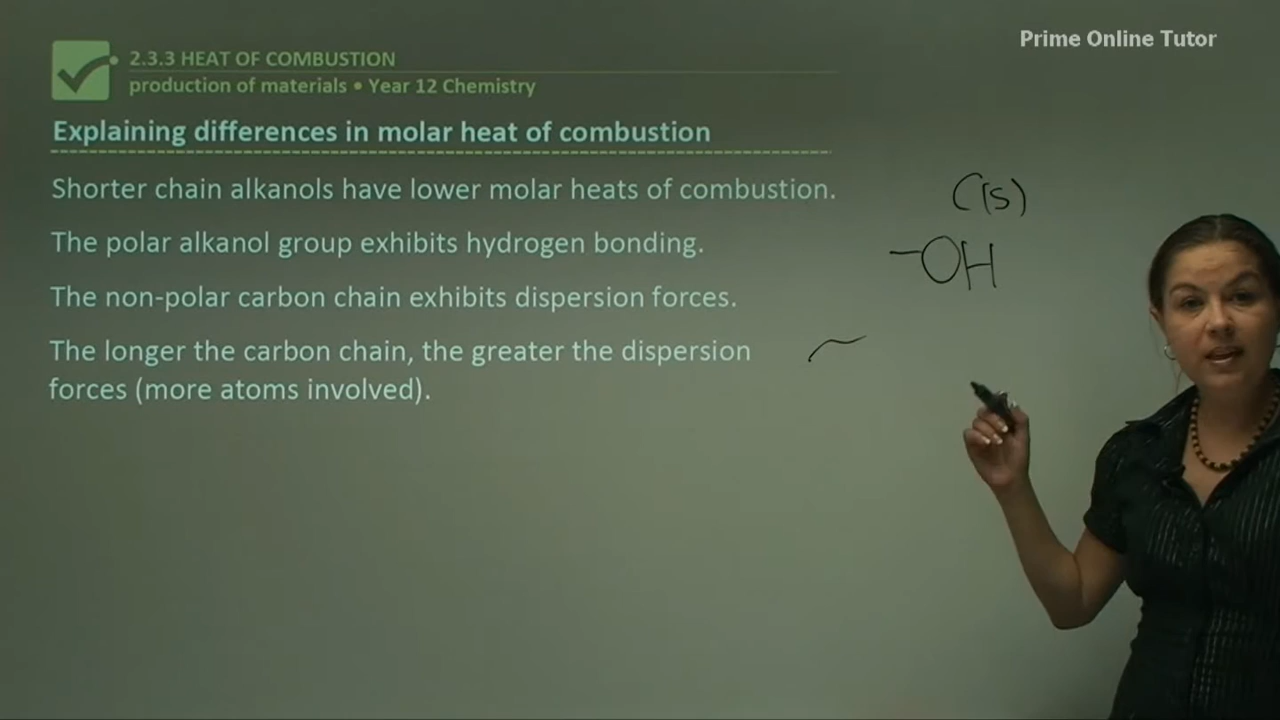 Prime Online Tutor
2.3.3 HEAT OF COMBUSTION
production of materials • Year 12 Chemistry
Explaining differences in molar heat of combustion
Shorter chain alkanols have lower molar heats of combustion.
The polar alkanol group exhibits hydrogen bonding.
The non-polar carbon chain exhibits dispersion forces.
The longer the carbon chain, the greater the dispersion
forces (more atoms involved).
C(s)
-OH